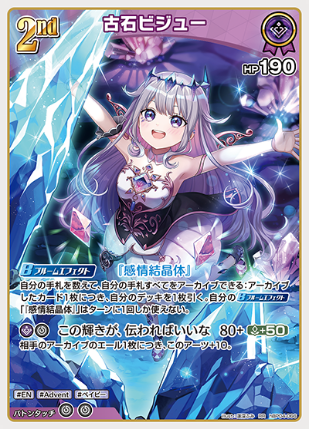 2nd
古石ビジュー
HP190
ブルームエフェクト 『感情結晶体』
自分の手札を数えて、自分の手札すべてをアーカイブできる:アーカイブ
したカード1枚につき、自分のデッキを1枚引く。自分のブルームエフェクト
「『感情結晶体』」はターンに1回しか使えない。
この輝きが、伝わればいいな 80+ +50
相手のアーカイブのエール1枚につき、このアーツ+10。
#EN #Advent #ベイビー
バトンタッチ